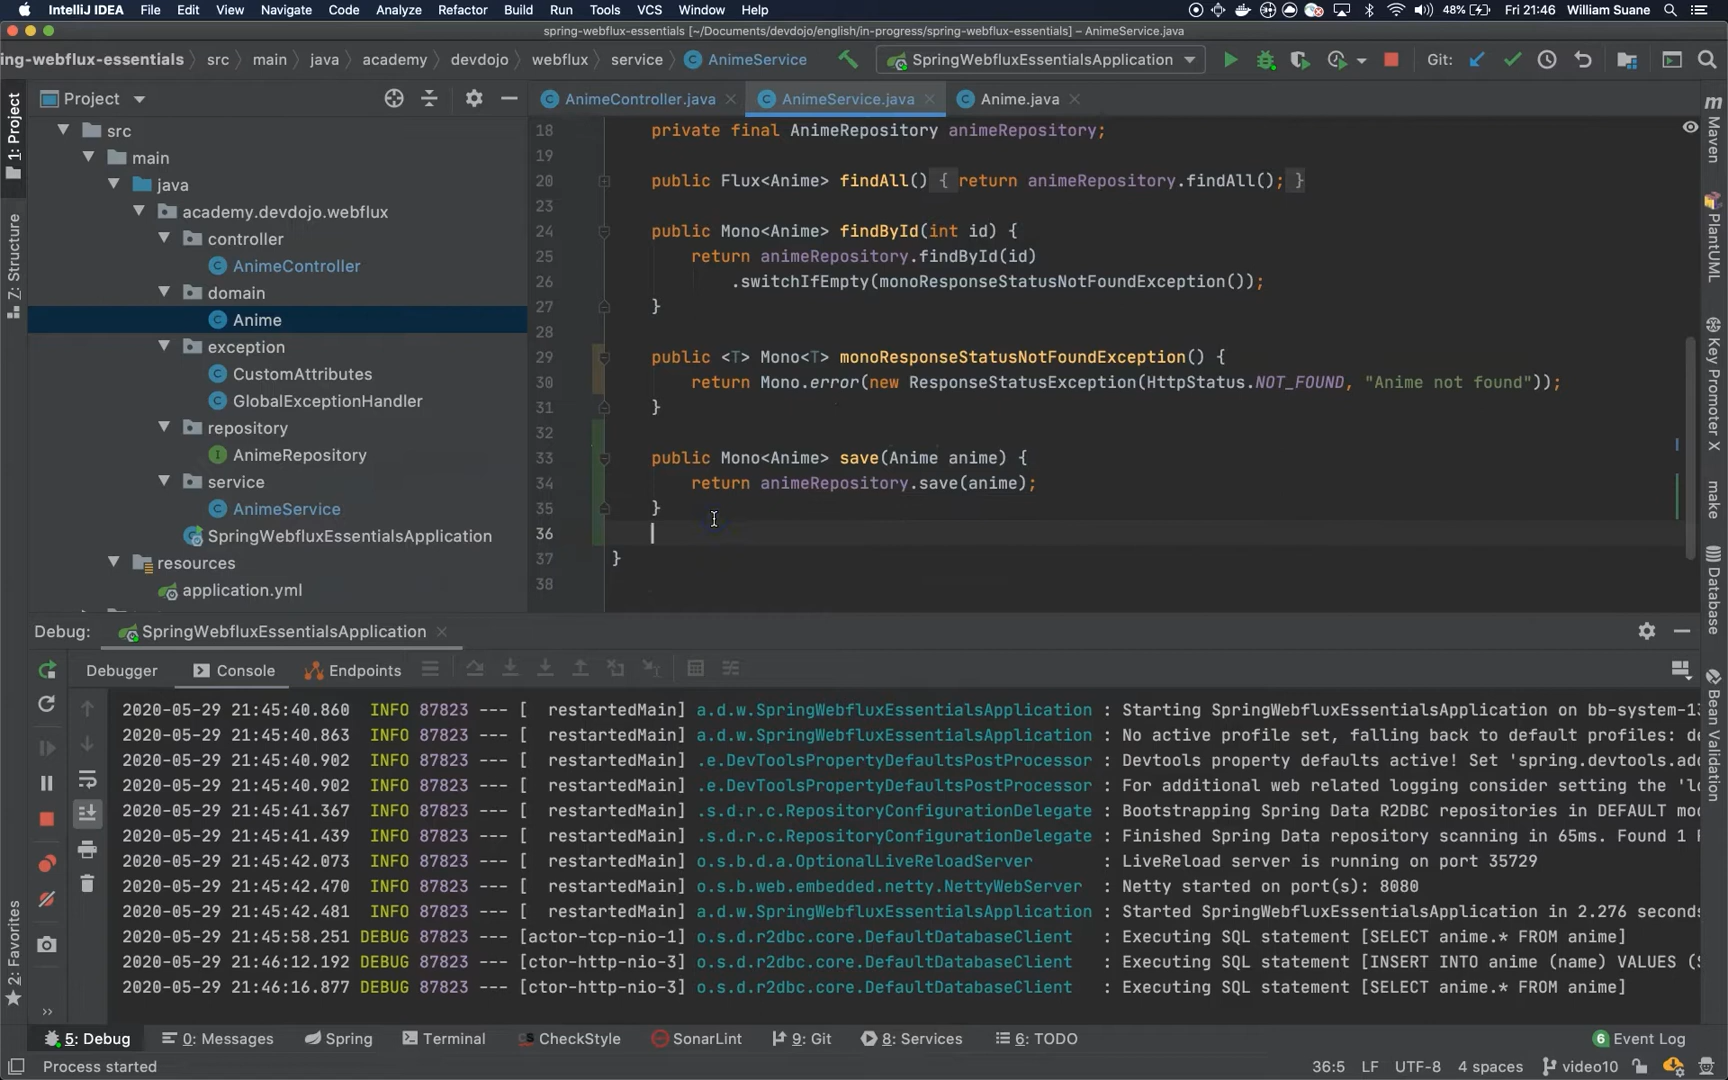 IntelliJ IDEA File Edit View Navigate Code Analyze Refactor Build Run Tools VCS Window Help 48% Fri 21:46 William Suane
spring-webflux-essentials [~/Documents/devdojo/english/in-progress/spring-webflux-essentials] – AnimeService.java
ing-webflux-essentials src main java academy devdojo webflux service AnimeService SpringWebfluxEssentialsApplication Git:
Project AnimeController.java AnimeService.java Anime.java
src
main
java
academy.devdojo.webflux
controller
AnimeController
domain
Anime
exception
CustomAttributes
GlobalExceptionHandler
repository
AnimeRepository
service
AnimeService
SpringWebfluxEssentialsApplication
resources
application.yml
1: Project
7: Structure
2: Favorites
18 private final AnimeRepository animeRepository;
19
20 public Flux<Anime> findAll() { return animeRepository.findAll(); }
23
24 public Mono<Anime> findById(int id) {
25 return animeRepository.findById(id)
26 .switchIfEmpty(monoResponseStatusNotFoundException());
27 }
28
29 public <T> Mono<T> monoResponseStatusNotFoundException() {
30 return Mono.error(new ResponseStatusException(HttpStatus.NOT_FOUND, "Anime not found"));
31 }
32
33 public Mono<Anime> save(Anime anime) {
34 return animeRepository.save(anime);
35 }
36
37 }
38
m Maven
PlantUML
Key Promoter X
make
Database
Bean Validation
Debug: SpringWebfluxEssentialsApplication
Debugger Console Endpoints
2020-05-29 21:45:40.860 INFO 87823 --- [ restartedMain] a.d.w.SpringWebfluxEssentialsApplication : Starting SpringWebfluxEssentialsApplication on bb-system-13
2020-05-29 21:45:40.863 INFO 87823 --- [ restartedMain] a.d.w.SpringWebfluxEssentialsApplication : No active profile set, falling back to default profiles: de
2020-05-29 21:45:40.902 INFO 87823 --- [ restartedMain] .e.DevToolsPropertyDefaultsPostProcessor : Devtools property defaults active! Set 'spring.devtools.add
2020-05-29 21:45:40.902 INFO 87823 --- [ restartedMain] .e.DevToolsPropertyDefaultsPostProcessor : For additional web related logging consider setting the 'lo
2020-05-29 21:45:41.367 INFO 87823 --- [ restartedMain] .s.d.r.c.RepositoryConfigurationDelegate : Bootstrapping Spring Data R2DBC repositories in DEFAULT mod
2020-05-29 21:45:41.439 INFO 87823 --- [ restartedMain] .s.d.r.c.RepositoryConfigurationDelegate : Finished Spring Data repository scanning in 65ms. Found 1 R
2020-05-29 21:45:42.073 INFO 87823 --- [ restartedMain] o.s.b.d.a.OptionalLiveReloadServer : LiveReload server is running on port 35729
2020-05-29 21:45:42.470 INFO 87823 --- [ restartedMain] o.s.b.web.embedded.netty.NettyWebServer : Netty started on port(s): 8080
2020-05-29 21:45:42.481 INFO 87823 --- [ restartedMain] a.d.w.SpringWebfluxEssentialsApplication : Started SpringWebfluxEssentialsApplication in 2.276 seconds
2020-05-29 21:45:58.251 DEBUG 87823 --- [actor-tcp-nio-1] o.s.d.r2dbc.core.DefaultDatabaseClient : Executing SQL statement [SELECT anime.* FROM anime]
2020-05-29 21:46:12.192 DEBUG 87823 --- [ctor-http-nio-3] o.s.d.r2dbc.core.DefaultDatabaseClient : Executing SQL statement [INSERT INTO anime (name) VALUES ($
2020-05-29 21:46:16.877 DEBUG 87823 --- [ctor-http-nio-3] o.s.d.r2dbc.core.DefaultDatabaseClient : Executing SQL statement [SELECT anime.* FROM anime]
5: Debug 0: Messages Spring Terminal CheckStyle SonarLint 9: Git 8: Services 6: TODO 6 Event Log
Process started 36:5 LF UTF-8 4 spaces video10